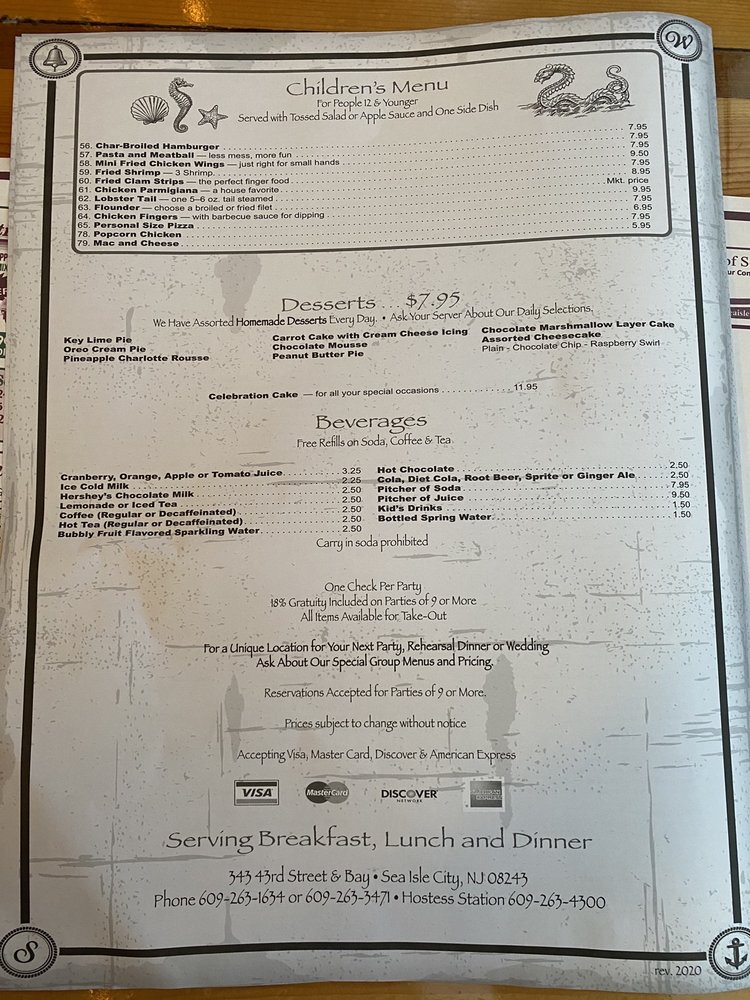 W
Children's Menu
For People 12 & Younger
Served with Tossed Salad or Apple Sauce and One Side Dish
56. Char-Broiled Hamburger 7.95
57. Pasta and Meatball — less mess, more fun 7.95
58. Mini Fried Chicken Wings — just right for small hands 7.95
59. Fried Shrimp — 3 Shrimp. 9.50
60. Fried Clam Strips — the perfect finger food 7.95
61. Chicken Parmigiana — a house favorite 8.95
62. Lobster Tail — one 5–6 oz. tail steamed Mkt. price
63. Flounder — choose a broiled or fried filet 9.95
64. Chicken Fingers — with barbecue sauce for dipping 7.95
65. Personal Size Pizza 6.95
78. Popcorn Chicken 7.95
79. Mac and Cheese 5.95
Desserts ... $7.95
We Have Assorted Homemade Desserts Every Day. • Ask Your Server About Our Daily Selections.
Key Lime Pie
Oreo Cream Pie
Pineapple Charlotte Rousse
Carrot Cake with Cream Cheese Icing
Chocolate Mousse
Peanut Butter Pie
Chocolate Marshmallow Layer Cake
Assorted Cheesecake
Plain - Chocolate Chip - Raspberry Swirl
Celebration Cake — for all your special occasions 11.95
Beverages
Free Refills on Soda, Coffee & Tea
Cranberry, Orange, Apple or Tomato Juice 3.25
Ice Cold Milk 2.25
Hershey's Chocolate Milk 2.50
Lemonade or Iced Tea 2.50
Coffee (Regular or Decaffeinated) 2.50
Hot Tea (Regular or Decaffeinated) 2.50
Bubbly Fruit Flavored Sparkling Water 2.50
Hot Chocolate 2.50
Cola, Diet Cola, Root Beer, Sprite or Ginger Ale 2.50
Pitcher of Soda 7.95
Pitcher of Juice 9.50
Kid's Drinks 1.50
Bottled Spring Water 1.50
Carry in soda prohibited
One Check Per Party
18% Gratuity Included on Parties of 9 or More
All Items Available for Take-Out
For a Unique Location for Your Next Party, Rehearsal Dinner or Wedding
Ask About Our Special Group Menus and Pricing.
Reservations Accepted for Parties of 9 or More.
Prices subject to change without notice
Accepting Visa, Master Card, Discover & American Express
VISA MasterCard DISCOVER NETWORK AMERICAN EXPRESS
Serving Breakfast, Lunch and Dinner
343 43rd Street & Bay • Sea Isle City, NJ 08243
Phone 609-263-1634 or 609-263-3471 • Hostess Station 609-263-4300
S
rev. 2020